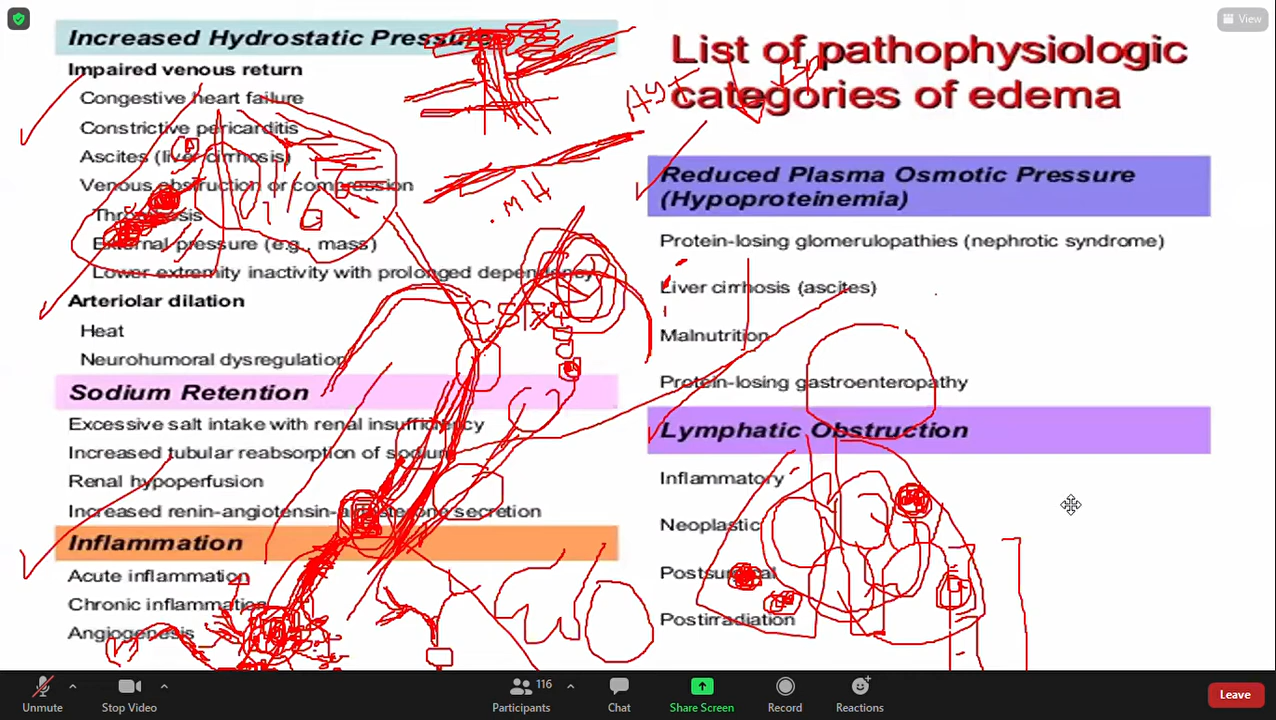 View
Increased Hydrostatic Pressure
Impaired venous return
Congestive heart failure
Constrictive pericarditis
Ascites (liver cirrhosis)
Venous obstruction or compression
Thrombosis
External pressure (e.g., mass)
Lower extremity inactivity with prolonged dependency
Arteriolar dilation
Heat
Neurohumoral dysregulation
Sodium Retention
Excessive salt intake with renal insufficiency
Increased tubular reabsorption of sodium
Renal hypoperfusion
Increased renin-angiotensin-aldosterone secretion
Inflammation
Acute inflammation
Chronic inflammation
Angiogenesis
List of pathophysiologic
categories of edema
Reduced Plasma Osmotic Pressure
(Hypoproteinemia)
Protein-losing glomerulopathies (nephrotic syndrome)
Liver cirrhosis (ascites)
Malnutrition
Protein-losing gastroenteropathy
Lymphatic Obstruction
Inflammatory
Neoplastic
Postsurgical
Postirradiation
Unmute
Stop Video
Participants
116
Chat
Share Screen
Record
Reactions
Leave